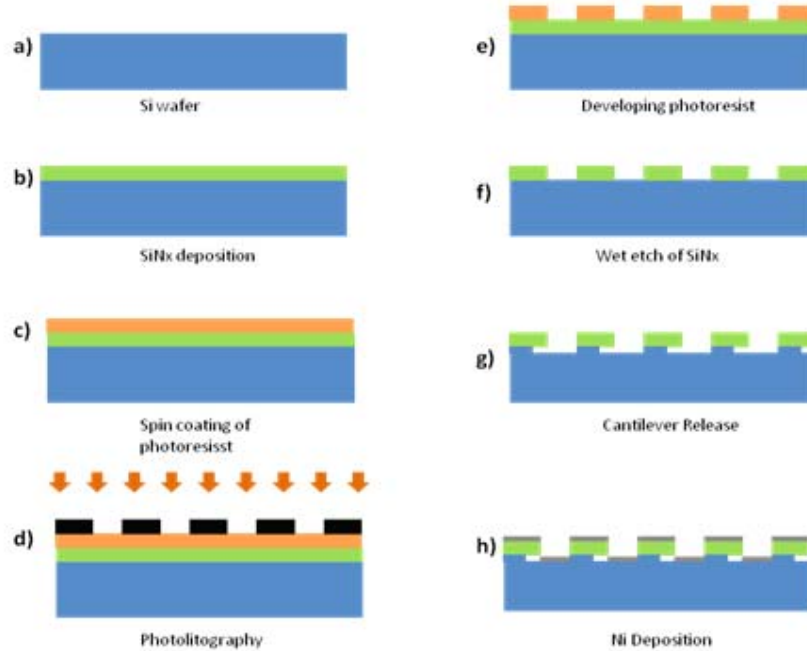 a)
Si wafer
b)
SiNx deposition
c)
Spin coating of
photoresisst
d)
Photolitography
e)
Developing photoresist
f)
Wet etch of SiNx
g)
Cantilever Release
h)
Ni Deposition